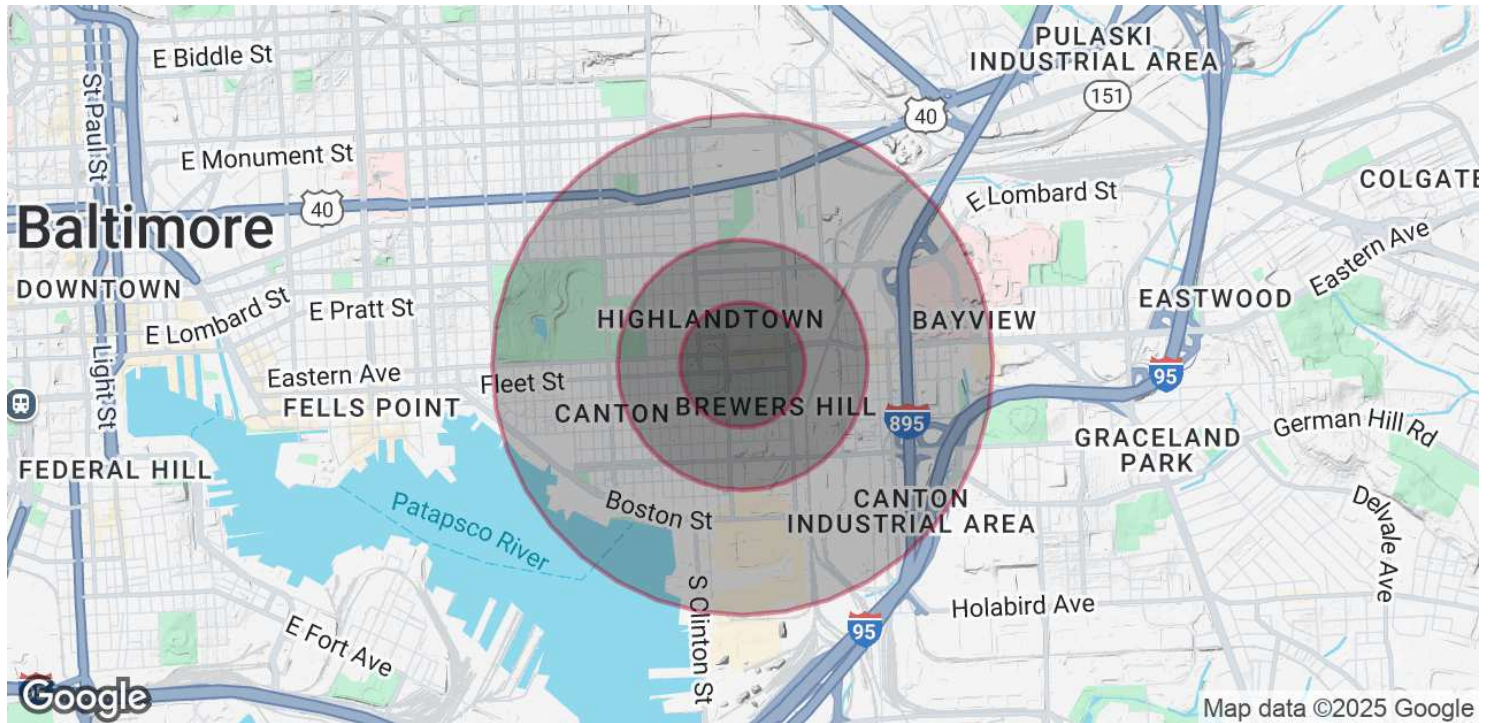 E Biddle St
PULASKI
INDUSTRIAL AREA
151
St Paul St
40
E Monument St
40
E Lombard St
COLGATE
Baltimore
DOWNTOWN
E Lombard St
E Pratt St
HIGHLANDTOWN
BAYVIEW
EASTWOOD
Eastern Ave
Light St
Eastern Ave
Fleet St
95
FELLS POINT
CANTON
BREWERS HILL
895
GRACELAND
PARK
German Hill Rd
FEDERAL HILL
Patapsco River
Boston St
CANTON
INDUSTRIAL AREA
Delvale Ave
S Clinton St
Holabird Ave
95
E Fort Ave
Google
Map data ©2025 Google